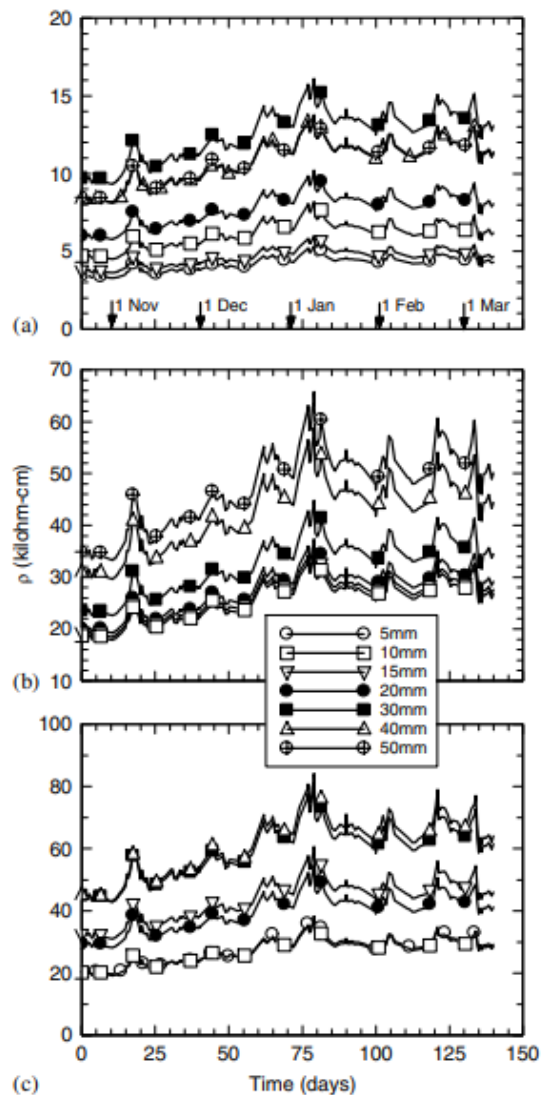 20
15
10
5
0
1 Nov 1 Dec 1 Jan 1 Feb 1 Mar
(a)
70
60
50
40
30
20
10
ρ (kilohm-cm)
(b)
5mm
10mm
15mm
20mm
30mm
40mm
50mm
100
80
60
40
20
0
0 25 50 75 100 125 150
(c) Time (days)